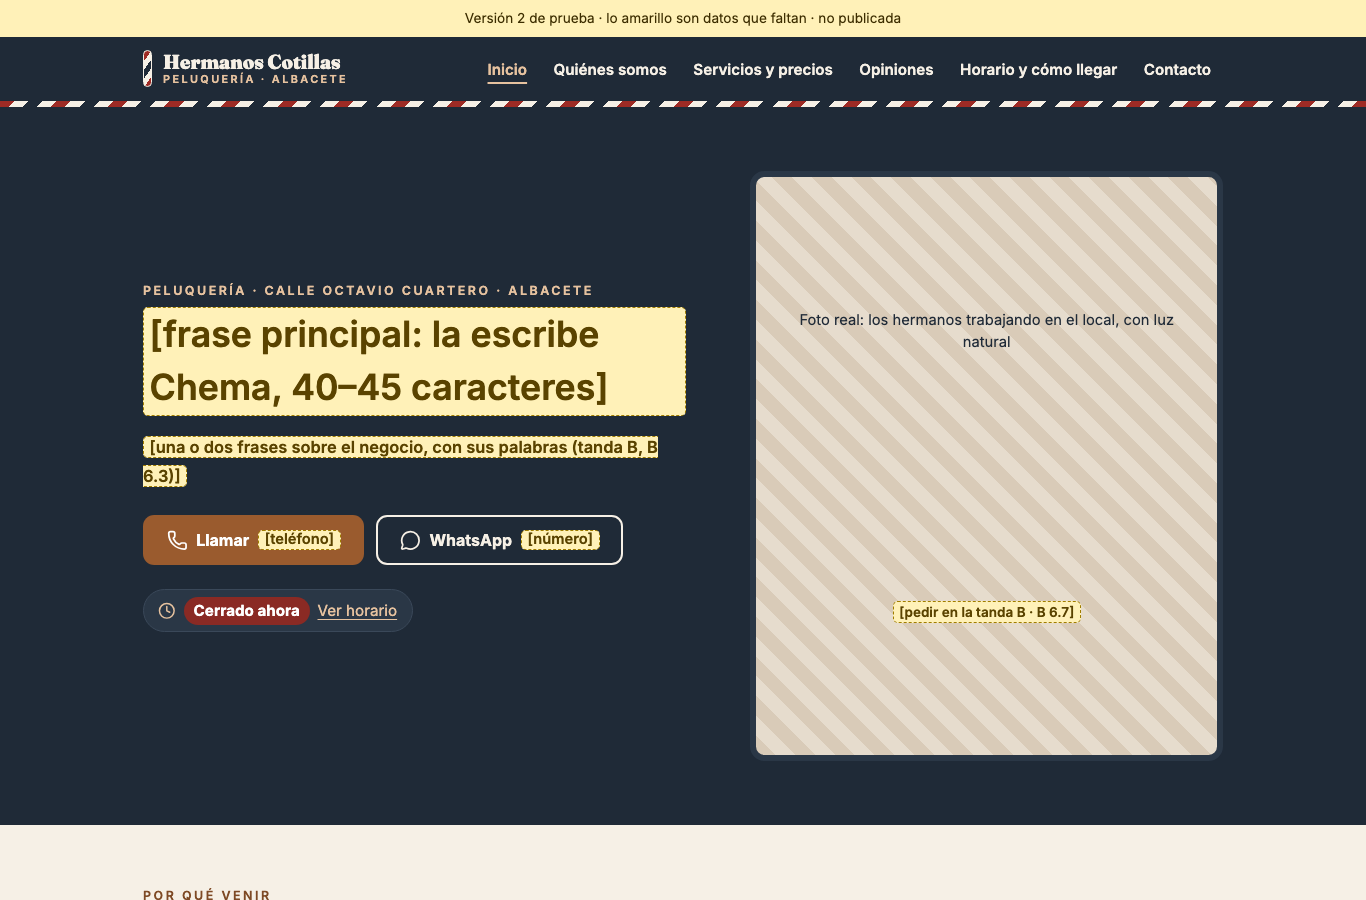 Versión 2 de prueba · lo amarillo son datos que faltan · no publicada
Hermanos Cotillas
PELUQUERÍA · ALBACETE
Inicio
Quiénes somos
Servicios y precios
Opiniones
Horario y cómo llegar
Contacto
PELUQUERÍA · CALLE OCTAVIO CUARTERO · ALBACETE
[frase principal: la escribe
Chema, 40–45 caracteres]
[una o dos frases sobre el negocio, con sus palabras (tanda B, B
6.3)]
Llamar [teléfono]
WhatsApp [número]
Cerrado ahora Ver horario
Foto real: los hermanos trabajando en el local, con luz
natural
[pedir en la tanda B · B 6.7]
POR QUÉ VENIR